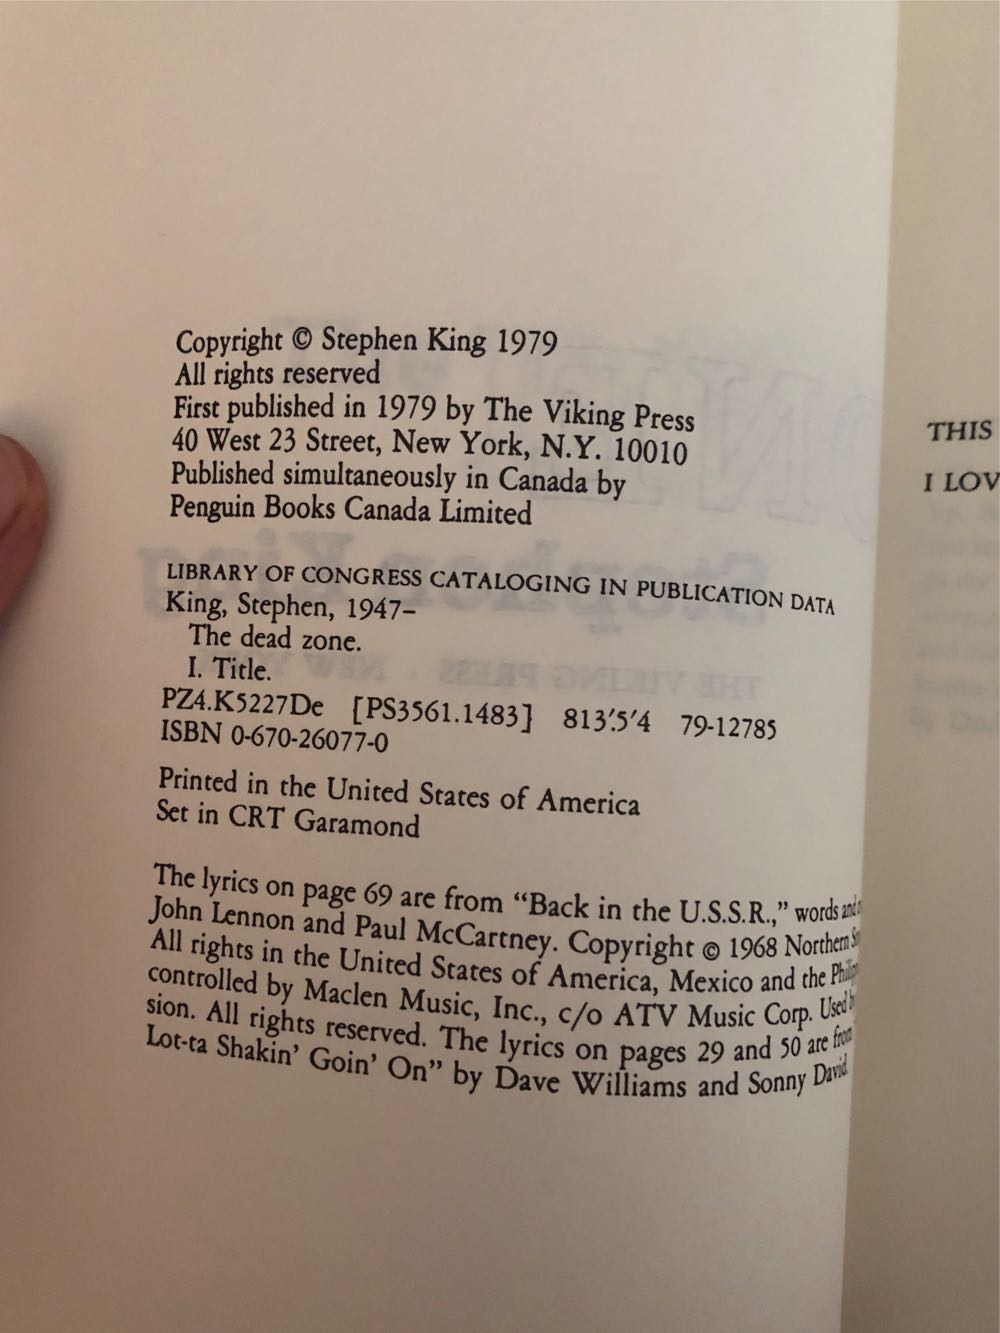 Copyright © Stephen King 1979
All rights reserved
First published in 1979 by The Viking Press
40 West 23 Street, New York, N.Y. 10010
Published simultaneously in Canada by
Penguin Books Canada Limited
LIBRARY OF CONGRESS CATALOGING IN PUBLICATION DATA
King, Stephen, 1947–
The dead zone.
I. Title.
PZ4.K5227De [PS3561.1483] 813'.5'4 79-12785
ISBN 0-670-26077-0
Printed in the United States of America
Set in CRT Garamond
The lyrics on page 69 are from “Back in the U.S.S.R.,” words and
John Lennon and Paul McCartney. Copyright © 1968 Northern
All rights in the United States of America, Mexico and the
controlled by Maclen Music, Inc., c/o ATV Music Corp. Used
sion. All rights reserved. The lyrics on pages 29 and 50 are from
Lot-ta Shakin’ Goin’ On” by Dave Williams and Sonny David.
THIS
I LOV